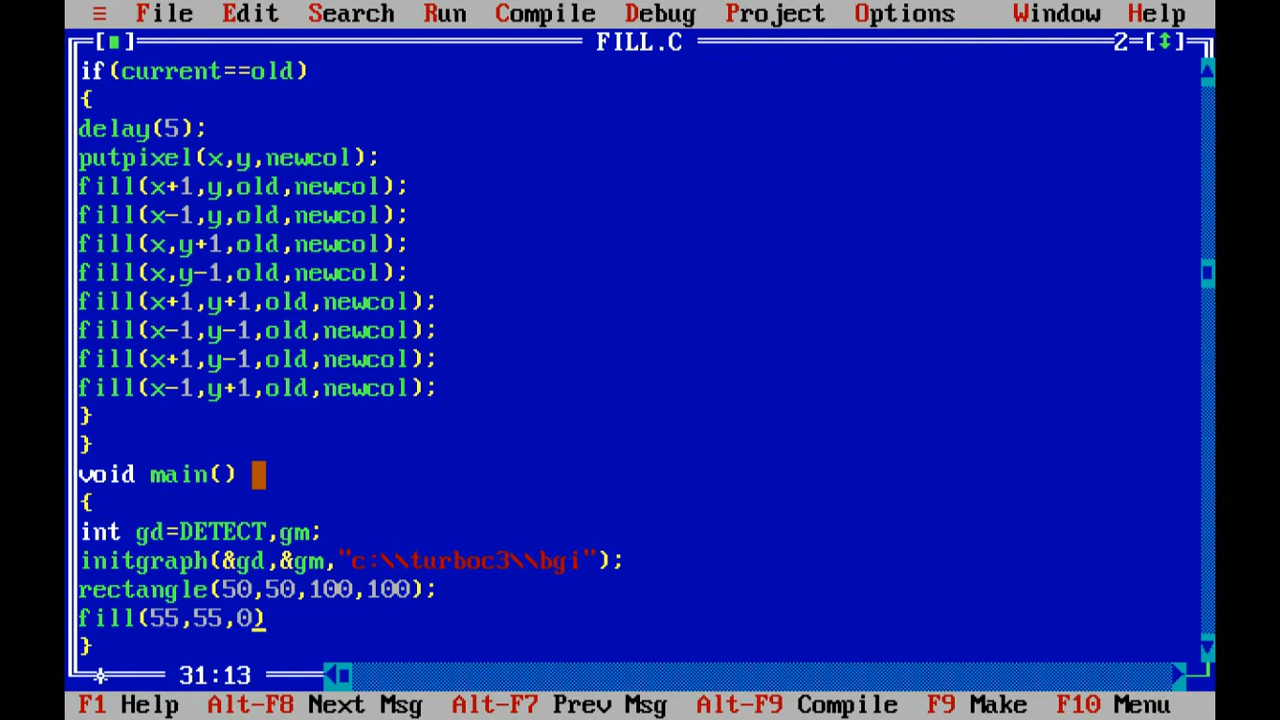 ≡ File Edit Search Run Compile Debug Project Options Window Help
[■] FILL.C 2=[↕]
if(current==old)
{
delay(5);
putpixel(x,y,newcol);
fill(x+1,y,old,newcol);
fill(x-1,y,old,newcol);
fill(x,y+1,old,newcol);
fill(x,y-1,old,newcol);
fill(x+1,y+1,old,newcol);
fill(x-1,y-1,old,newcol);
fill(x+1,y-1,old,newcol);
fill(x-1,y+1,old,newcol);
}
}
void main()
{
int gd=DETECT,gm;
initgraph(&gd,&gm,"c:\\turboc3\\bgi");
rectangle(50,50,100,100);
fill(55,55,0)
}
31:13
F1 Help Alt-F8 Next Msg Alt-F7 Prev Msg Alt-F9 Compile F9 Make F10 Menu